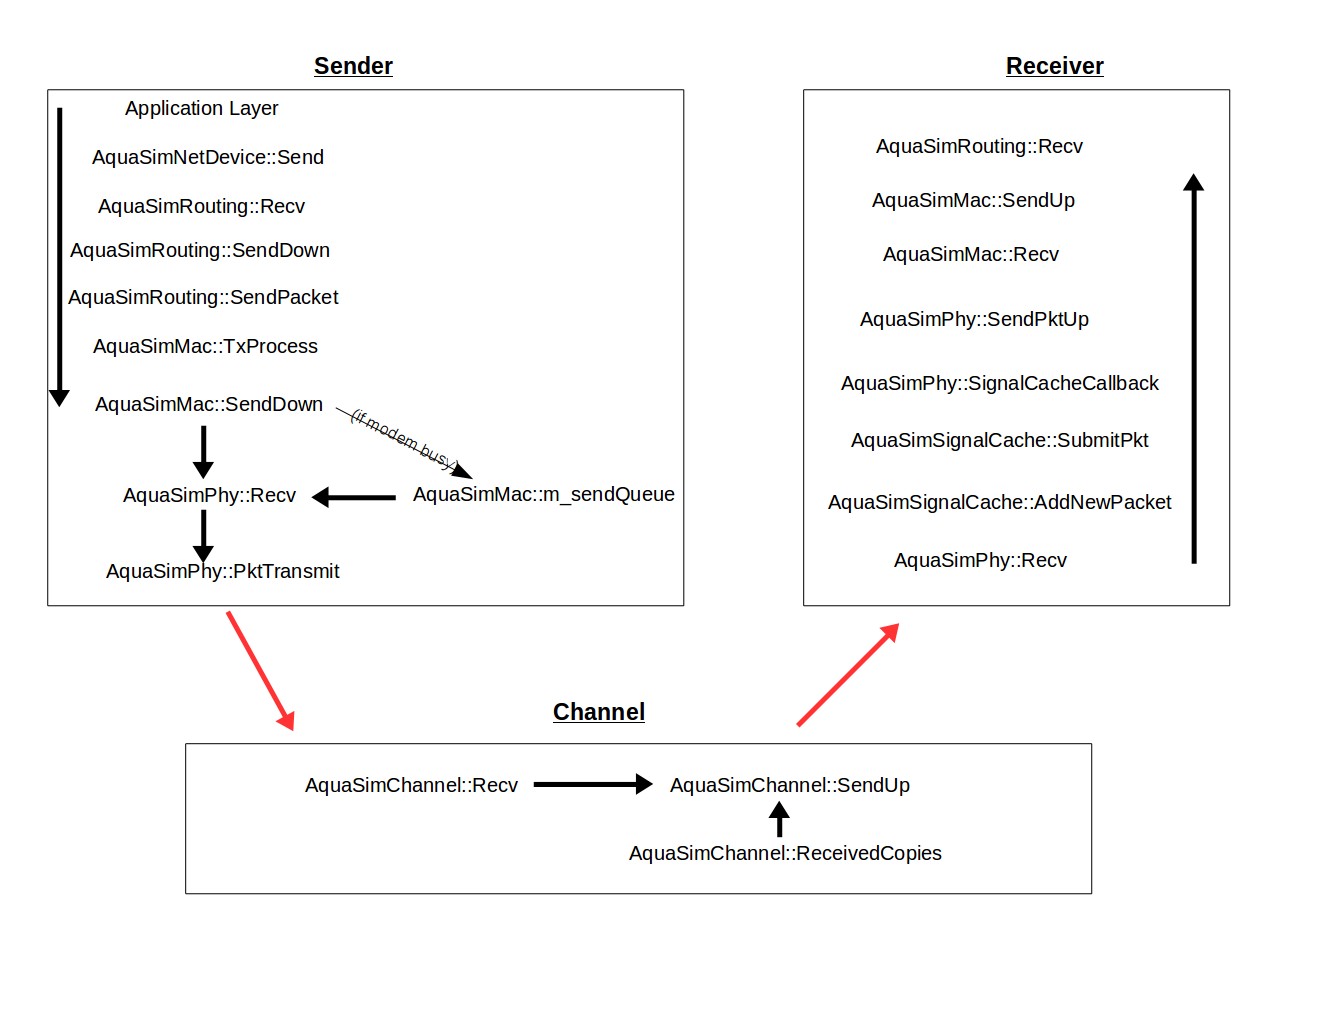 Sender
Application Layer
AquaSimNetDevice::Send
AquaSimRouting::Recv
AquaSimRouting::SendDown
AquaSimRouting::SendPacket
AquaSimMac::TxProcess
AquaSimMac::SendDown
(if modem busy)
AquaSimPhy::Recv
AquaSimMac::m_sendQueue
AquaSimPhy::PktTransmit
Receiver
AquaSimRouting::Recv
AquaSimMac::SendUp
AquaSimMac::Recv
AquaSimPhy::SendPktUp
AquaSimPhy::SignalCacheCallback
AquaSimSignalCache::SubmitPkt
AquaSimSignalCache::AddNewPacket
AquaSimPhy::Recv
Channel
AquaSimChannel::Recv
AquaSimChannel::SendUp
AquaSimChannel::ReceivedCopies